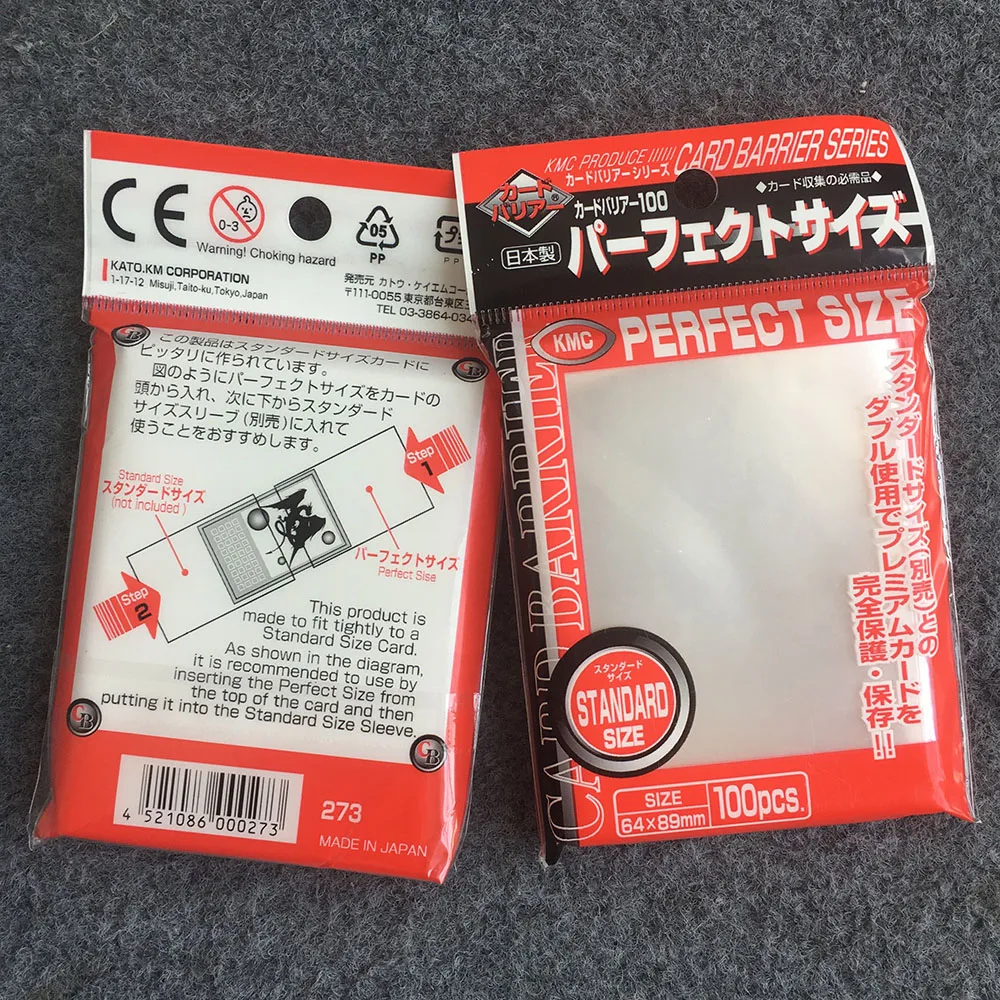 CE
0-3
Warning! Choking hazard
05
PP
KATO.KM CORPORATION
1-17-12 Misuji,Taito-ku,Tokyo,Japan
発売元 カトウ・ケイエムコー
〒111-0055 東京都台東区
TEL 03-3864-034
この製品はスタンダードサイズカードに
ピッタリに作られています。
図のようにパーフェクトサイズをカードの
頭から入れ、次に下からスタンダード
サイズスリーブ(別売)に入れて
使うことをおすすめします。
Step
1
Standard Size
スタンダードサイズ
(not included)
パーフェクトサイズ
Perfect Sise
Step
2
This product is
made to fit tightly to a
Standard Size Card.
As shown in the diagram,
it is recommended to use by
inserting the Perfect Size from
the top of the card and then
putting it into the Standard Size Sleeve.
CB
CB
CB
CB
4 521086 000273
273
MADE IN JAPAN
KMC PRODUCE CARD BARRIER SERIES
カードバリアーシリーズ
◆カード収集の必需品◆
カードバリアー®
カードバリアー100
日本製
パーフェクトサイズ
KMC
PERFECT SIZE
CARD BARRIER
スタンダードサイズ(別売)との
ダブル使用でプレミアムカードを
完全保護・保存!!
スタンダード
サイズ
STANDARD
SIZE
SIZE
64×89mm
100pcs.